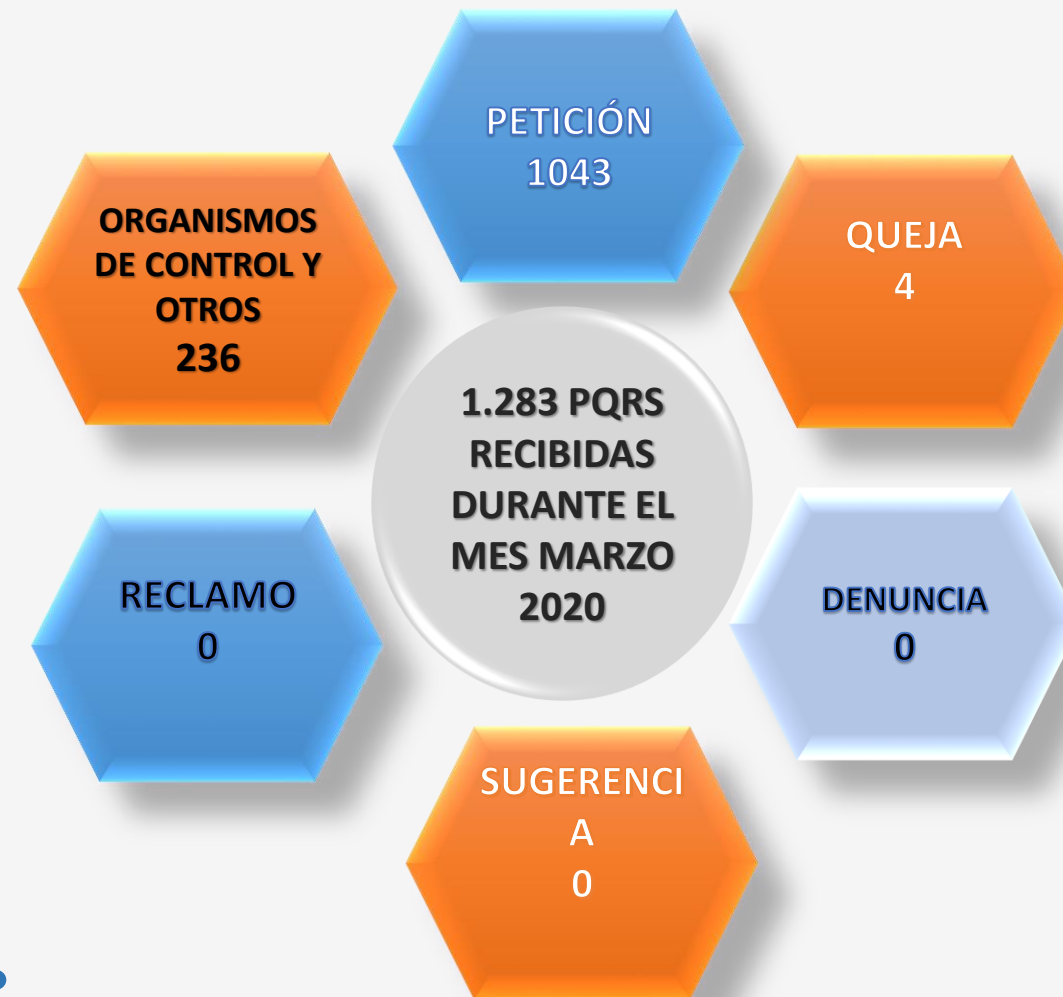 PETICIÓN
1043
ORGANISMOS
DE CONTROL Y
OTROS
236
QUEJA
4
1.283 PQRS
RECIBIDAS
DURANTE EL
MES MARZO
2020
RECLAMO
0
DENUNCIA
0
SUGERENCI
A
0